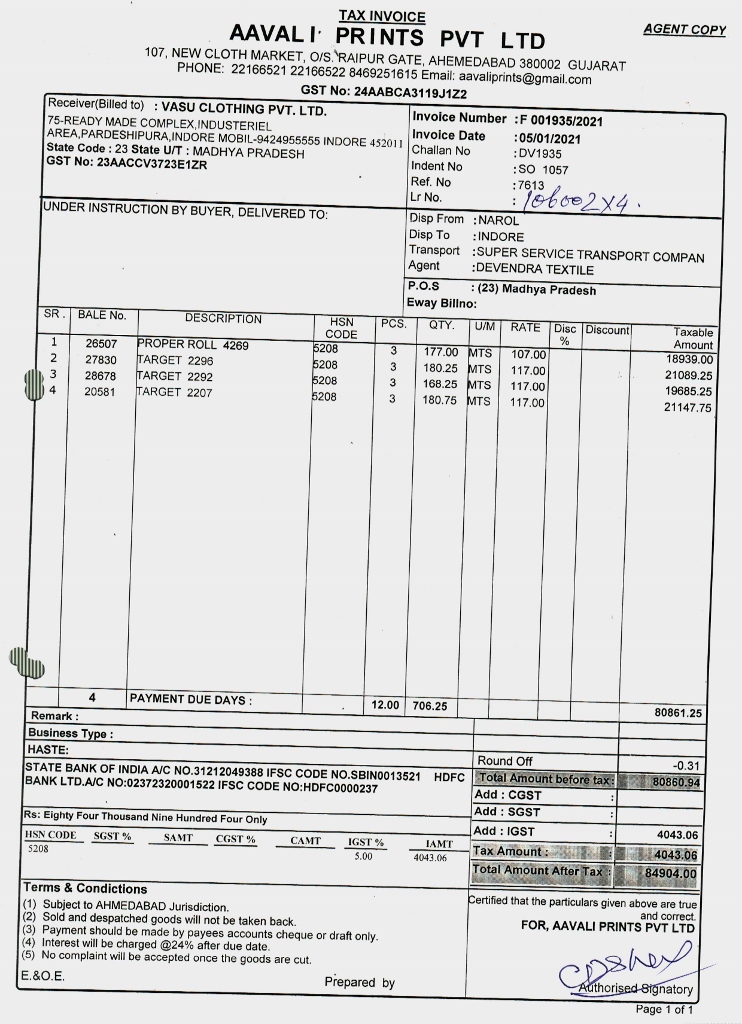 TAX INVOICE
AGENT COPY
AAVALI PRINTS PVT LTD
107, NEW CLOTH MARKET, O/S. RAIPUR GATE, AHEMEDABAD 380002 GUJARAT
PHONE: 22166521 22166522 8469251615 Email: aavaliprints@gmail.com
GST No: 24AABCA3119J1Z2
Receiver(Billed to) : VASU CLOTHING PVT. LTD.
75-READY MADE COMPLEX,INDUSTERIEL
AREA,PARDESHIPURA,INDORE MOBIL-9424955555 INDORE 452011
State Code : 23 State U/T : MADHYA PRADESH
GST No: 23AACCV3723E1ZR
Invoice Number :F 001935/2021
Invoice Date :05/01/2021
Challan No :DV1935
Indent No :SO 1057
Ref. No :7613
Lr No. : 106002X4.
UNDER INSTRUCTION BY BUYER, DELIVERED TO:
Disp From :NAROL
Disp To :INDORE
Transport :SUPER SERVICE TRANSPORT COMPAN
Agent :DEVENDRA TEXTILE
P.O.S : (23) Madhya Pradesh
Eway Billno:
SR. BALE No. DESCRIPTION HSN CODE PCS. QTY. U/M RATE Disc % Discount Taxable Amount
1 26507 PROPER ROLL 4269 5208 3 177.00 MTS 107.00 18939.00
2 27830 TARGET 2296 5208 3 180.25 MTS 117.00 21089.25
3 28678 TARGET 2292 5208 3 168.25 MTS 117.00 19685.25
4 20581 TARGET 2207 5208 3 180.75 MTS 117.00 21147.75
4 PAYMENT DUE DAYS : 12.00 706.25 80861.25
Remark :
Business Type :
HASTE:
Round Off -0.31
STATE BANK OF INDIA A/C NO.31212049388 IFSC CODE NO.SBIN0013521 HDFC
BANK LTD.A/C NO:02372320001522 IFSC CODE NO:HDFC0000237
Total Amount before tax: 80860.94
Add : CGST :
Add : SGST :
Rs: Eighty Four Thousand Nine Hundred Four Only
Add : IGST : 4043.06
HSN CODE SGST % SAMT CGST % CAMT IGST % IAMT
5208 5.00 4043.06
Tax Amount : 4043.06
Total Amount After Tax : 84904.00
Terms & Conditions
(1) Subject to AHMEDABAD Jurisdiction.
(2) Sold and despatched goods will not be taken back.
(3) Payment should be made by payees accounts cheque or draft only.
(4) Interest will be charged @24% after due date.
(5) No complaint will be accepted once the goods are cut.
Certified that the particulars given above are true
and correct.
FOR, AAVALI PRINTS PVT LTD
E.&O.E. Prepared by
Authorised Signatory
Page 1 of 1